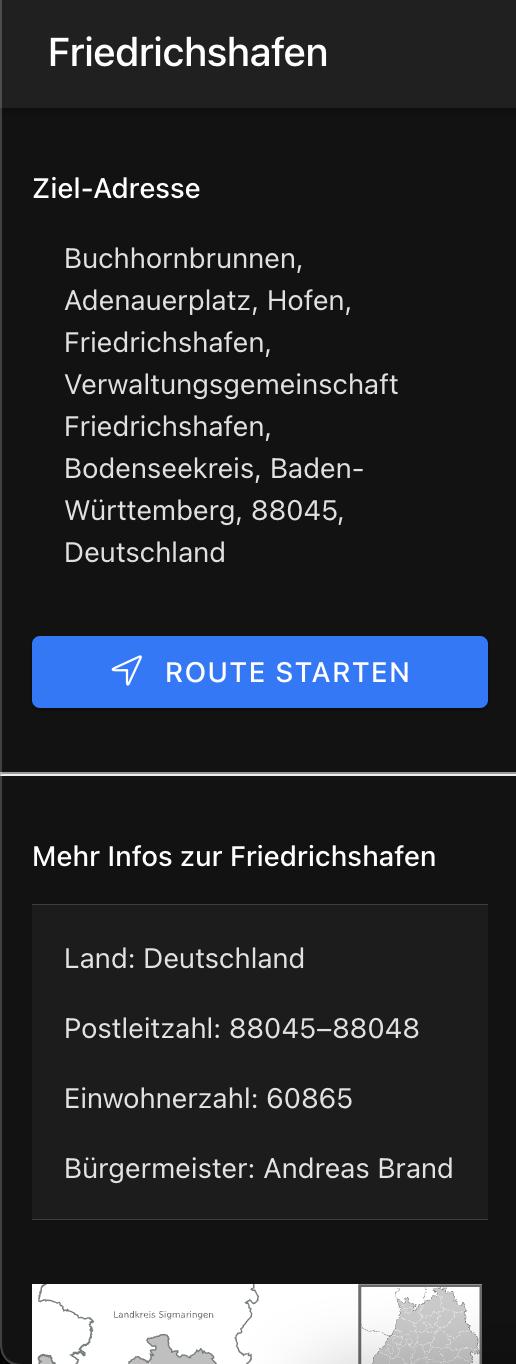 Friedrichshafen
Ziel-Adresse
Buchhornbrunnen,
Adenauerplatz, Hofen,
Friedrichshafen,
Verwaltungsgemeinschaft
Friedrichshafen,
Bodenseekreis, Baden-
Württemberg, 88045,
Deutschland
ROUTE STARTEN
Mehr Infos zur Friedrichshafen
Land: Deutschland
Postleitzahl: 88045–88048
Einwohnerzahl: 60865
Bürgermeister: Andreas Brand
Landkreis Sigmaringen